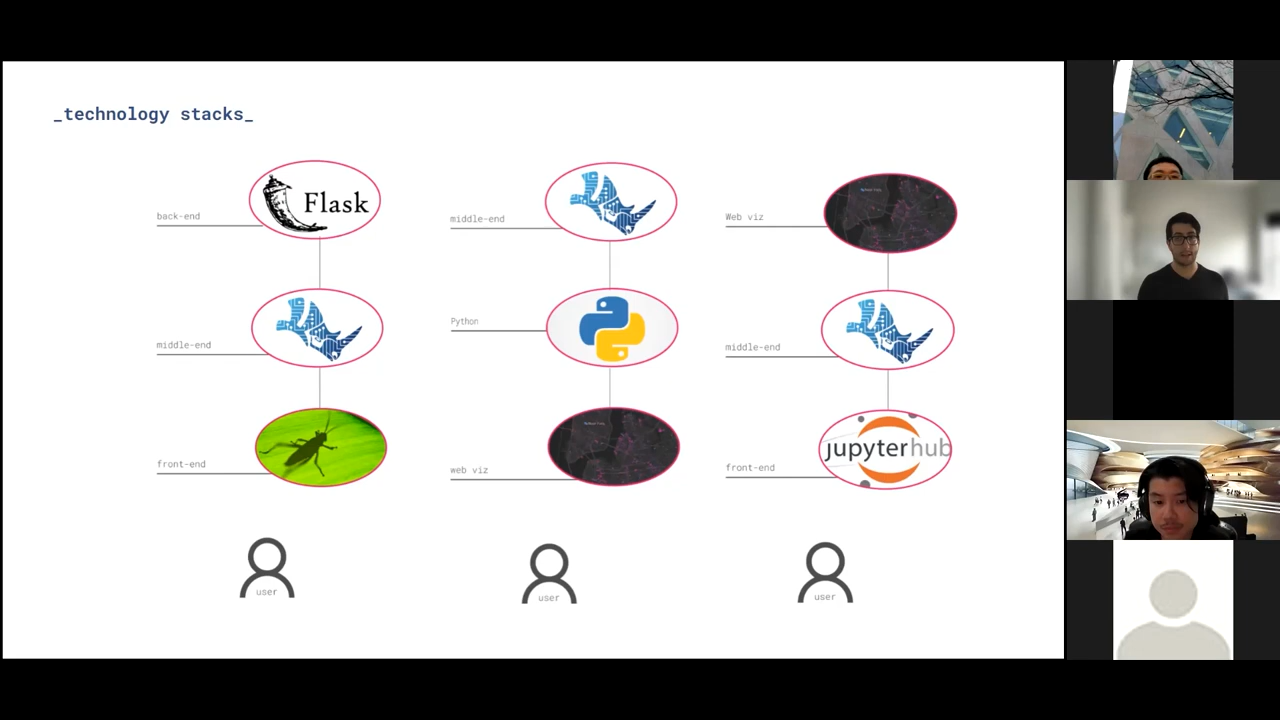 _technology stacks_
back-end
Flask
middle-end
front-end
user
middle-end
Python
web viz
user
Web viz
middle-end
front-end
jupyterhub
user